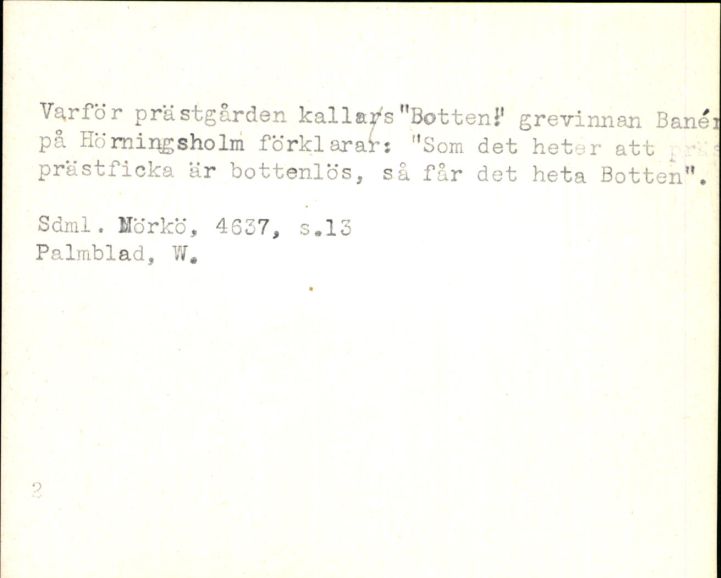 Varför prästgården kallas "Botten" grevinnan Banér
på Hörningsholm förklarar: "Som det heter att
prästficka är bottenlös, så får det heta Botten".
Sdml. Mörkö, 4637, s.13
Palmblad, W.
2